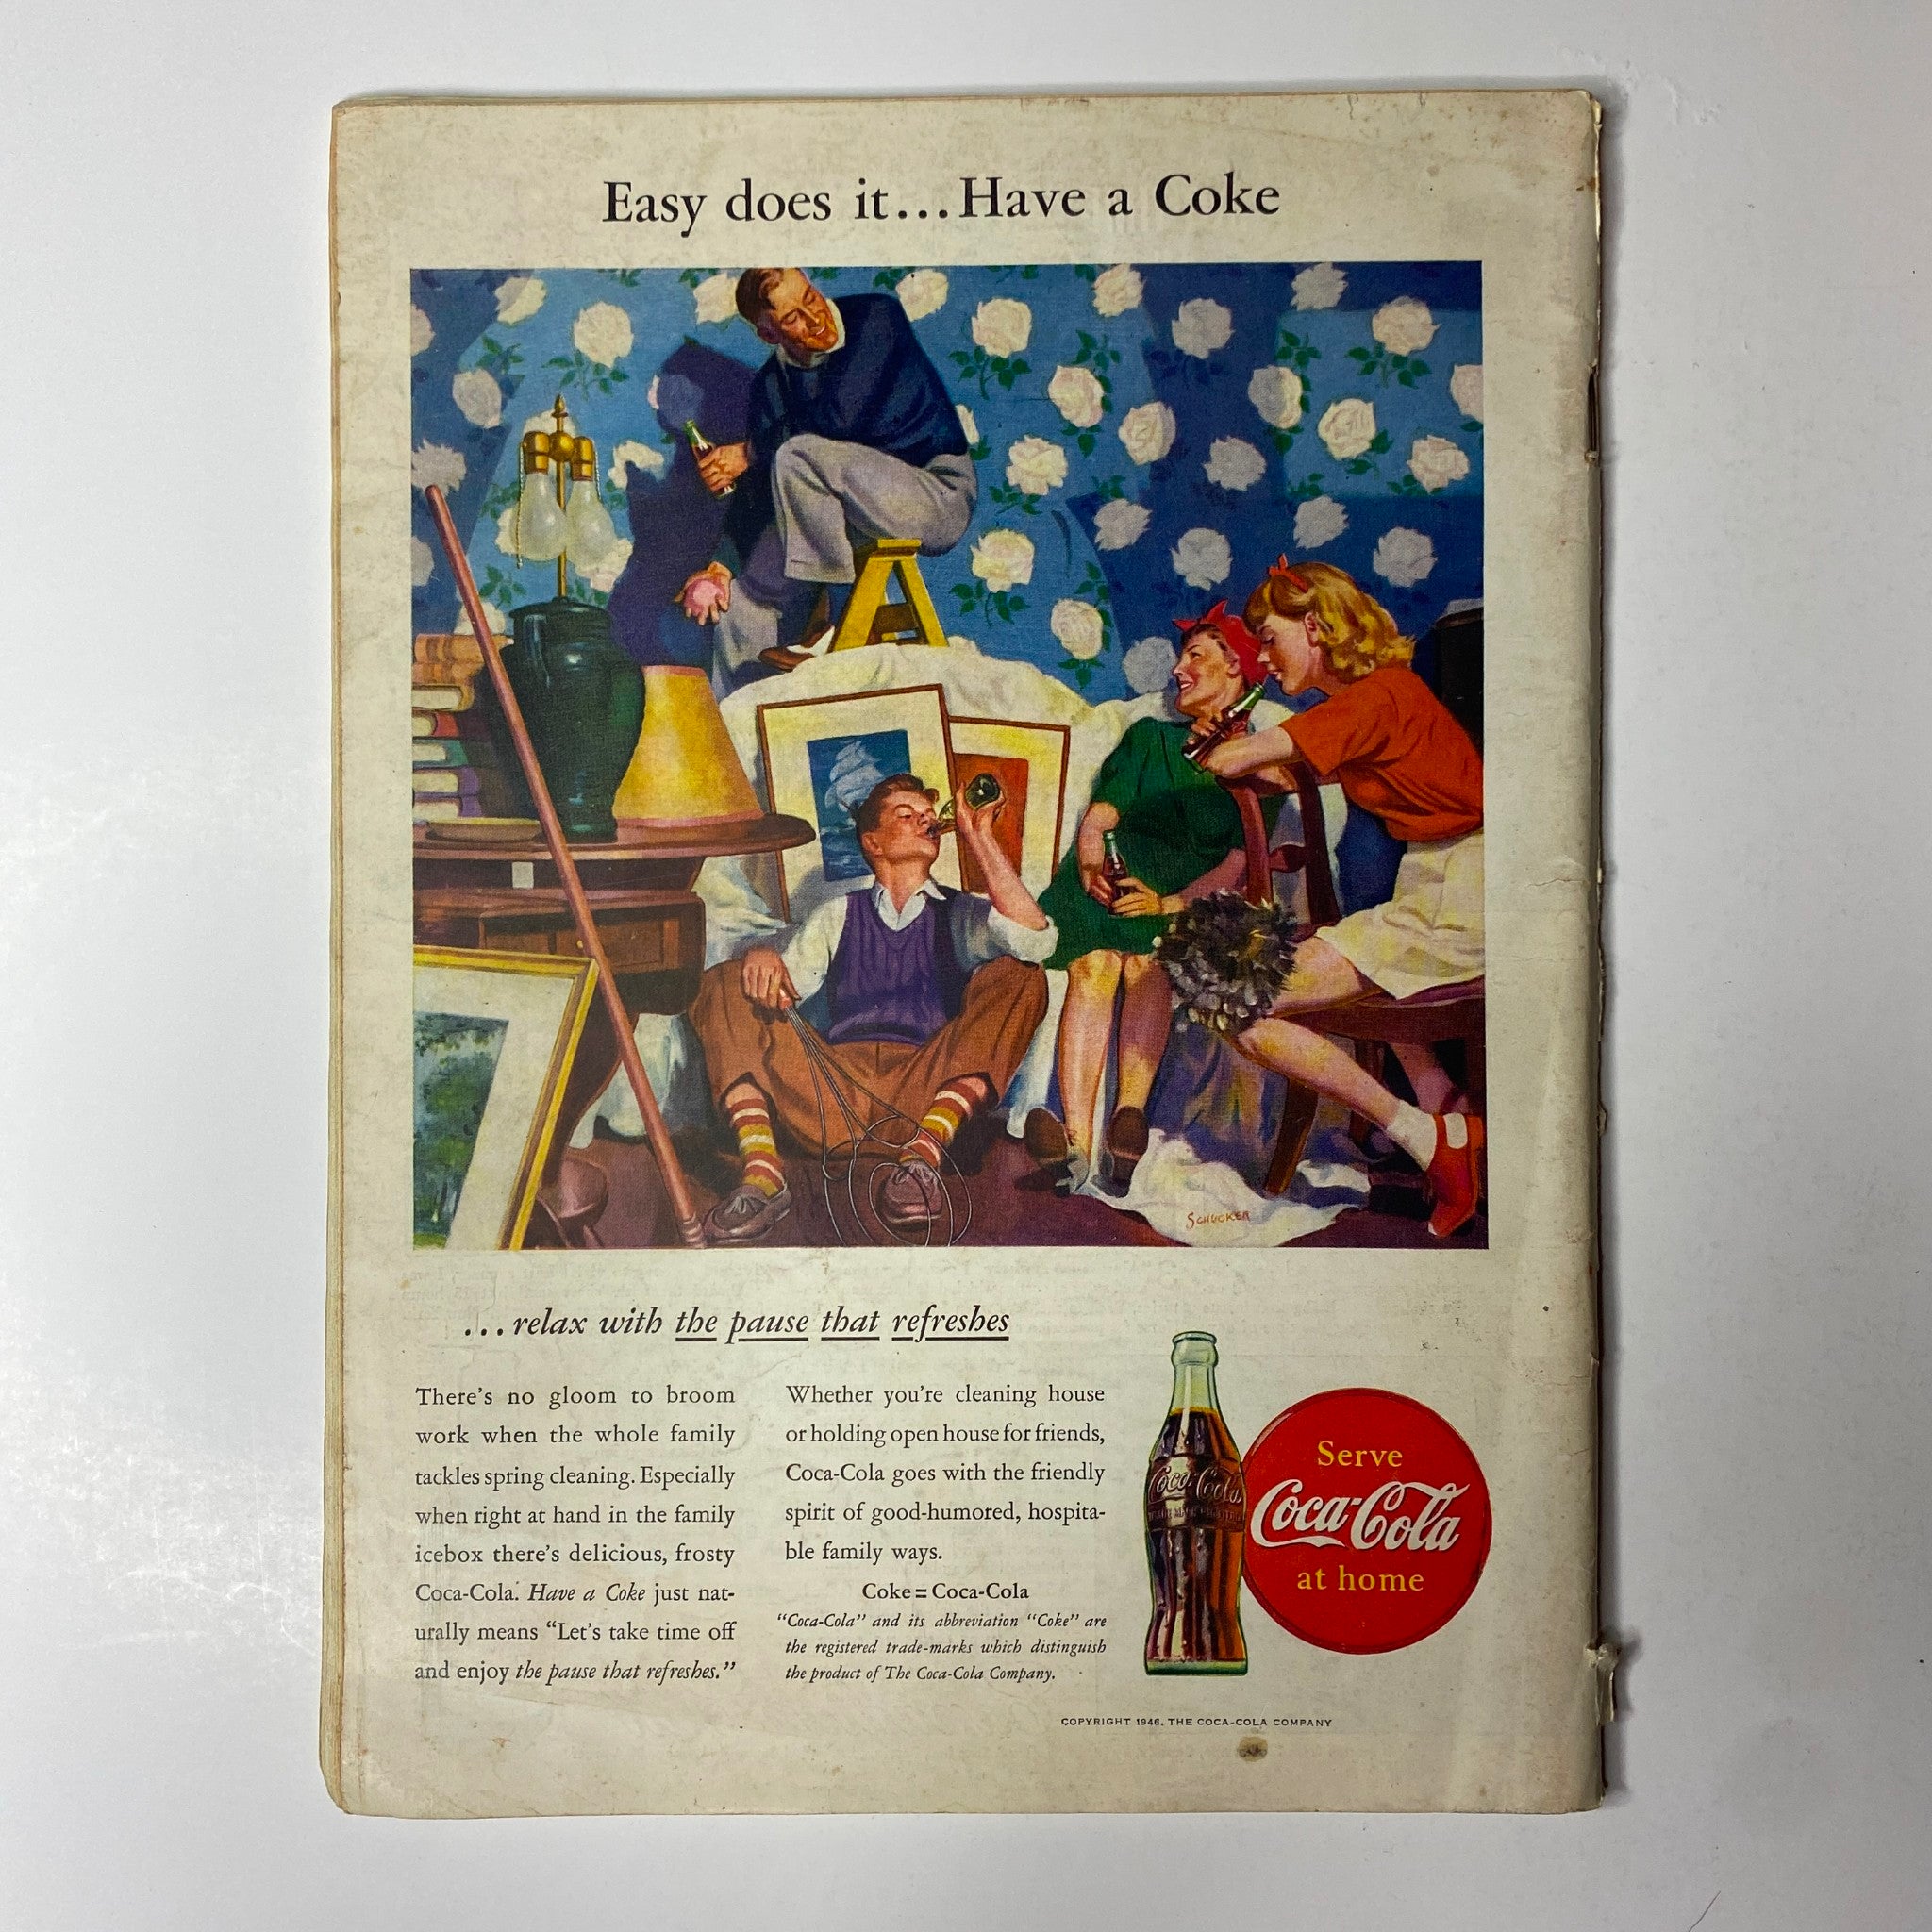 Easy does it...Have a Coke
SCHUCKER
...relax with the pause that refreshes
There's no gloom to broom
work when the whole family
tackles spring cleaning. Especially
when right at hand in the family
icebox there's delicious, frosty
Coca-Cola. Have a Coke just nat-
urally means “Let's take time off
and enjoy the pause that refreshes.”
Whether you're cleaning house
or holding open house for friends,
Coca-Cola goes with the friendly
spirit of good-humored, hospita-
ble family ways.
Coke=Coca-Cola
“Coca-Cola” and its abbreviation “Coke” are
the registered trade-marks which distinguish
the product of The Coca-Cola Company.
Coca-Cola
Serve
Coca-Cola
at home
COPYRIGHT 1946, THE COCA-COLA COMPANY